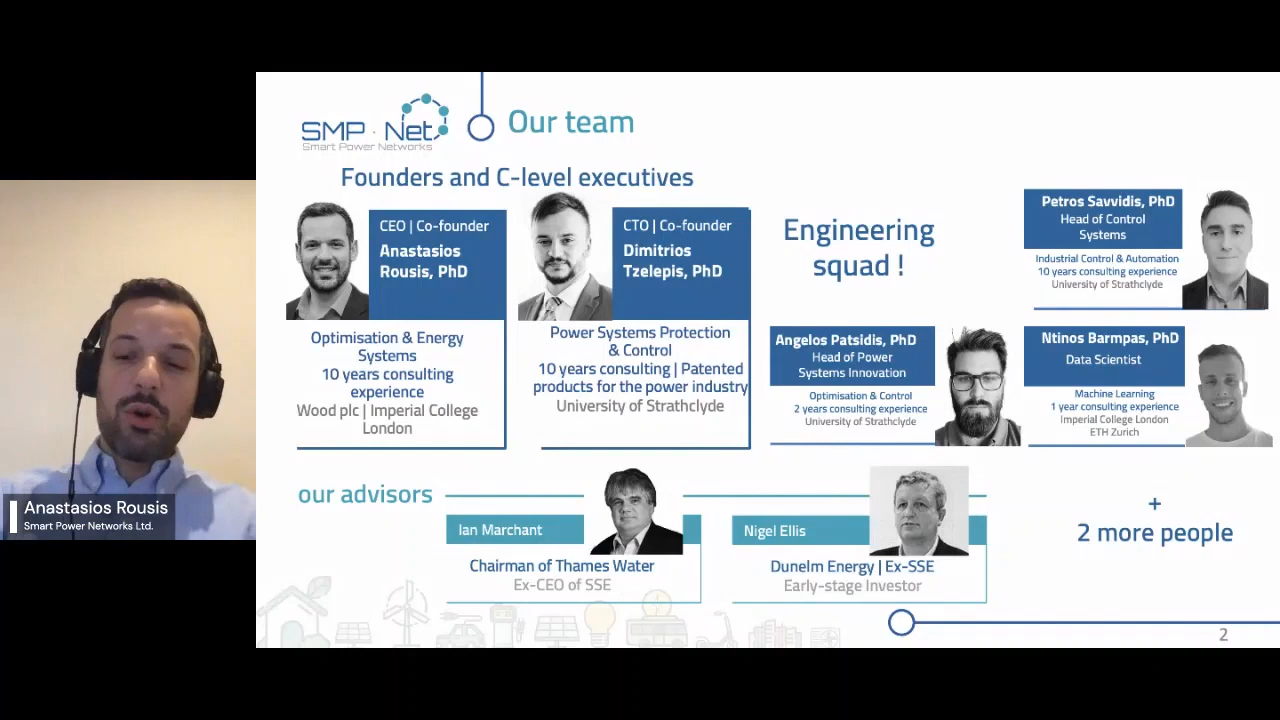 SMP · Net
Smart Power Networks
Our team
Founders and C-level executives
CEO | Co-founder
Anastasios
Rousis, PhD
Optimisation & Energy
Systems
10 years consulting
experience
Wood plc | Imperial College
London
CTO | Co-founder
Dimitrios
Tzelepis, PhD
Power Systems Protection
& Control
10 years consulting | Patented
products for the power industry
University of Strathclyde
Engineering
squad !
Petros Savvidis, PhD
Head of Control
Systems
Industrial Control & Automation
10 years consulting experience
University of Strathclyde
Angelos Patsidis, PhD
Head of Power
Systems Innovation
Optimisation & Control
2 years consulting experience
University of Strathclyde
Ntinos Barmpas, PhD
Data Scientist
Machine Learning
1 year consulting experience
Imperial College London
ETH Zurich
our advisors
Ian Marchant
Chairman of Thames Water
Ex-CEO of SSE
Nigel Ellis
Dunelm Energy | Ex-SSE
Early-stage Investor
+
2 more people
2
Anastasios Rousis
Smart Power Networks Ltd.